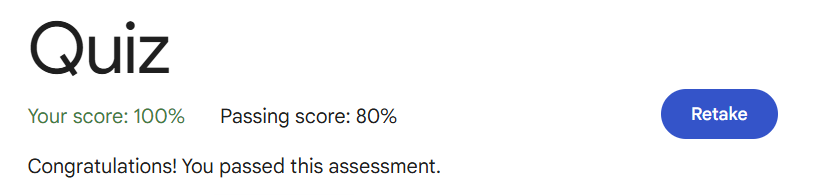 Quiz
Your score: 100% Passing score: 80%
Retake
Congratulations! You passed this assessment.